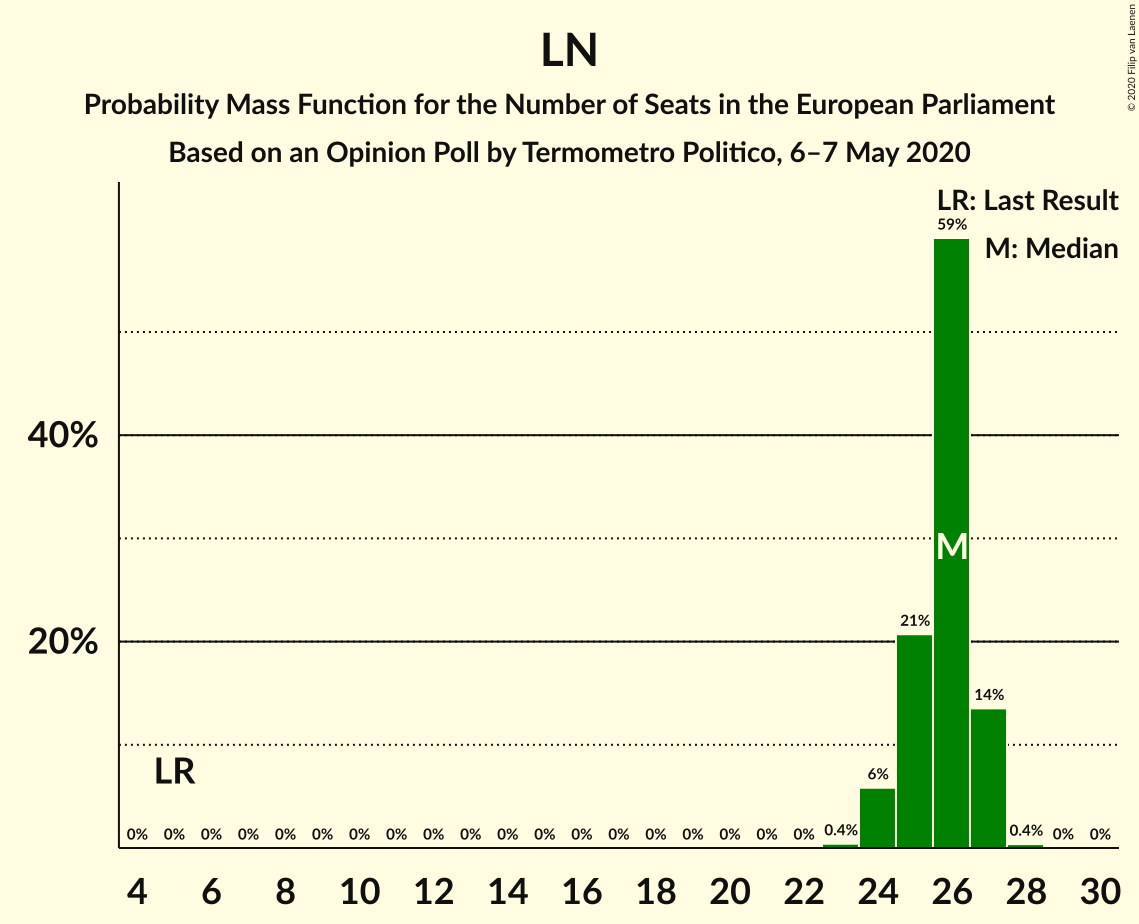 LN
Probability Mass Function for the Number of Seats in the European Parliament
Based on an Opinion Poll by Termometro Politico, 6–7 May 2020
© 2020 Filip van Laenen
LR: Last Result
M: Median
59%
40%
M
20%
21%
14%
LR
6%
0% 0% 0% 0% 0% 0% 0% 0% 0% 0% 0% 0% 0% 0% 0% 0% 0% 0% 0% 0.4% 0.4% 0% 0%
4 6 8 10 12 14 16 18 20 22 24 26 28 30